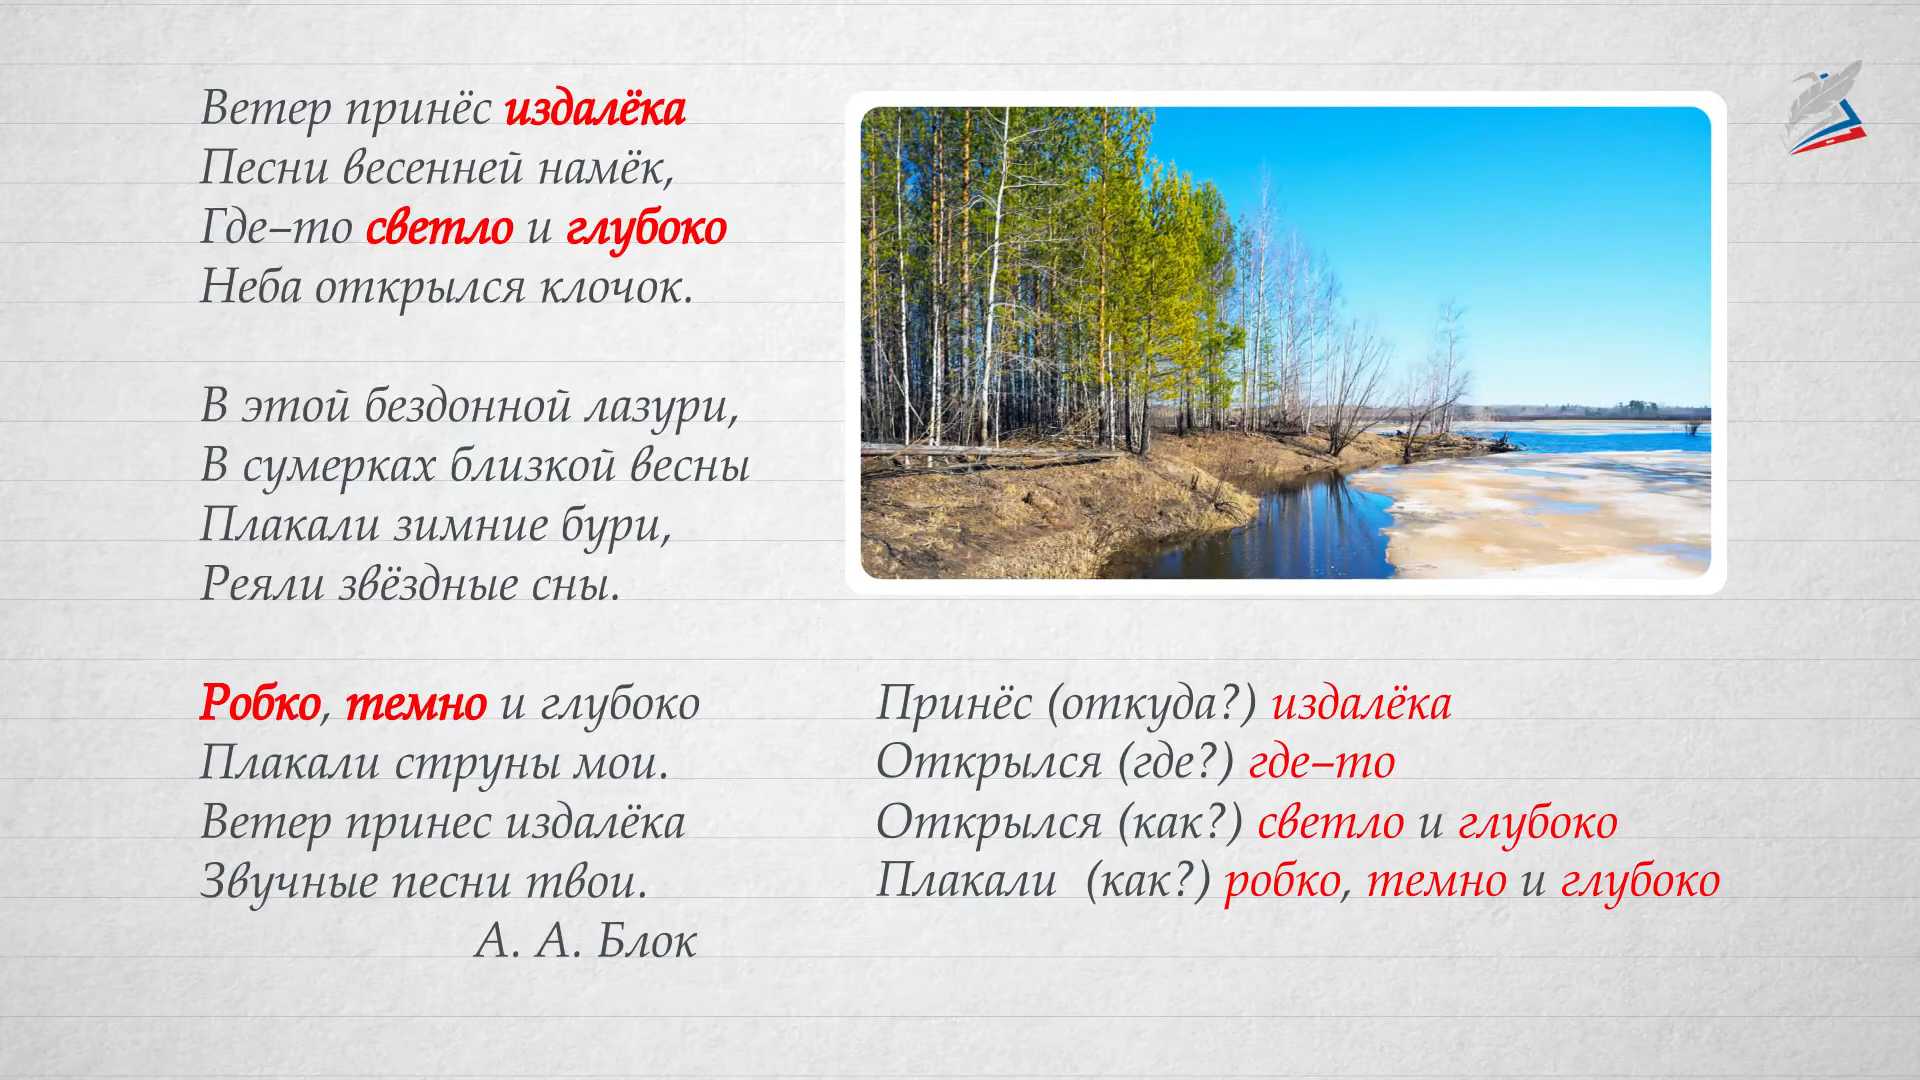 Ветер принёс издалёка
Песни весенней намёк,
Где–то светло и глубоко
Неба открылся клочок.
В этой бездонной лазури,
В сумерках близкой весны
Плакали зимние бури,
Реяли звёздные сны.
Робко, темно и глубоко
Плакали струны мои.
Ветер принес издалёка
Звучные песни твои.
А. А. Блок
Принёс (откуда?) издалёка
Открылся (где?) где–то
Открылся (как?) светло и глубоко
Плакали (как?) робко, темно и глубоко